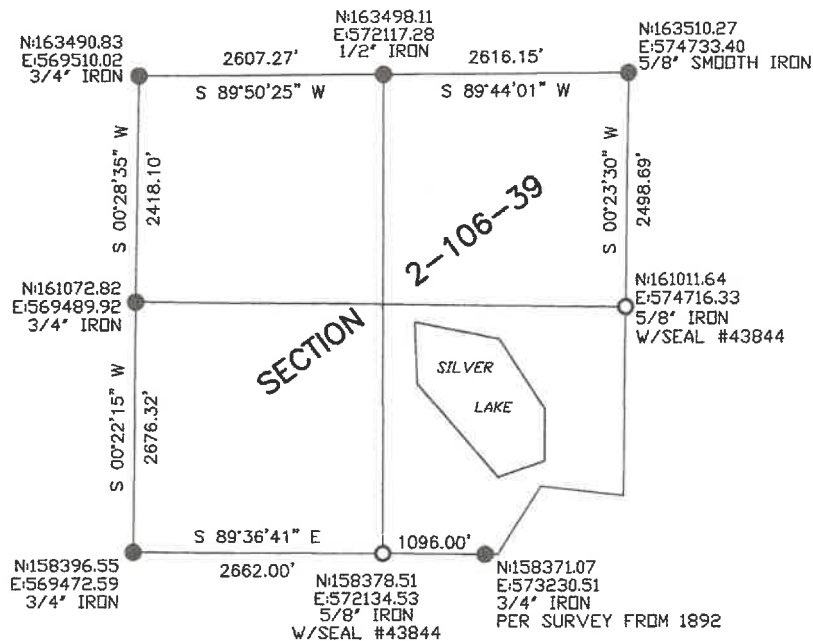 N:163498.11
E:572117.28
1/2" IRON
N:163490.83
E:569510.02
3/4" IRON
N:163510.27
E:574733.40
5/8" SMOOTH IRON
2607.27'
2616.15'
S 89°50'25" W
S 89°44'01" W
S 00°28'35" W
2418.10'
S 00°23'30" W
2498.69'
SECTION 2-106-39
N:161072.82
E:569489.92
3/4" IRON
N:161011.64
E:574716.33
5/8" IRON
W/SEAL #43844
SILVER
LAKE
S 00°22'15" W
2676.32'
S 89°36'41" E
2662.00'
1096.00'
N:158396.55
E:569472.59
3/4" IRON
N:158378.51
E:572134.53
5/8" IRON
W/SEAL #43844
N:158371.07
E:573230.51
3/4" IRON
PER SURVEY FROM 1892